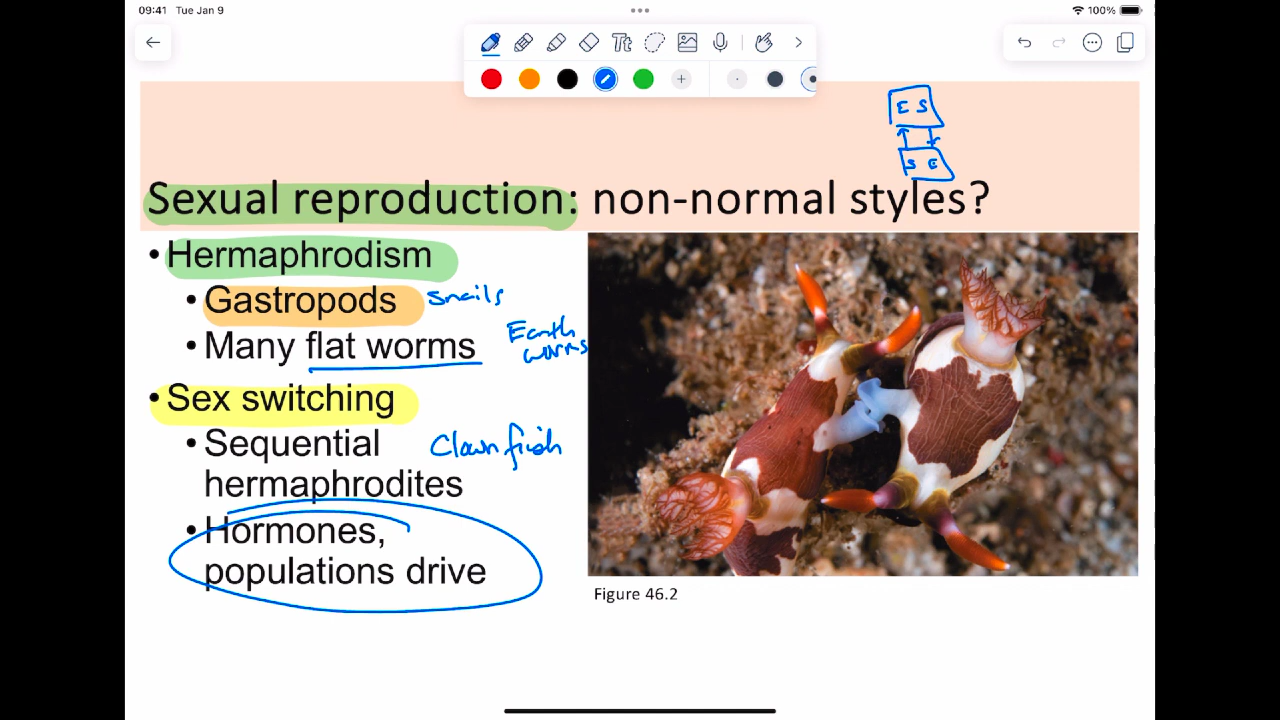 09:41 Tue Jan 9
100%
Tt
E S
S E
Sexual reproduction: non-normal styles?
• Hermaphrodism
• Gastropods snails
• Many flat worms Earth
worms
• Sex switching
• Sequential Clown fish
hermaphrodites
• Hormones,
populations drive
Figure 46.2